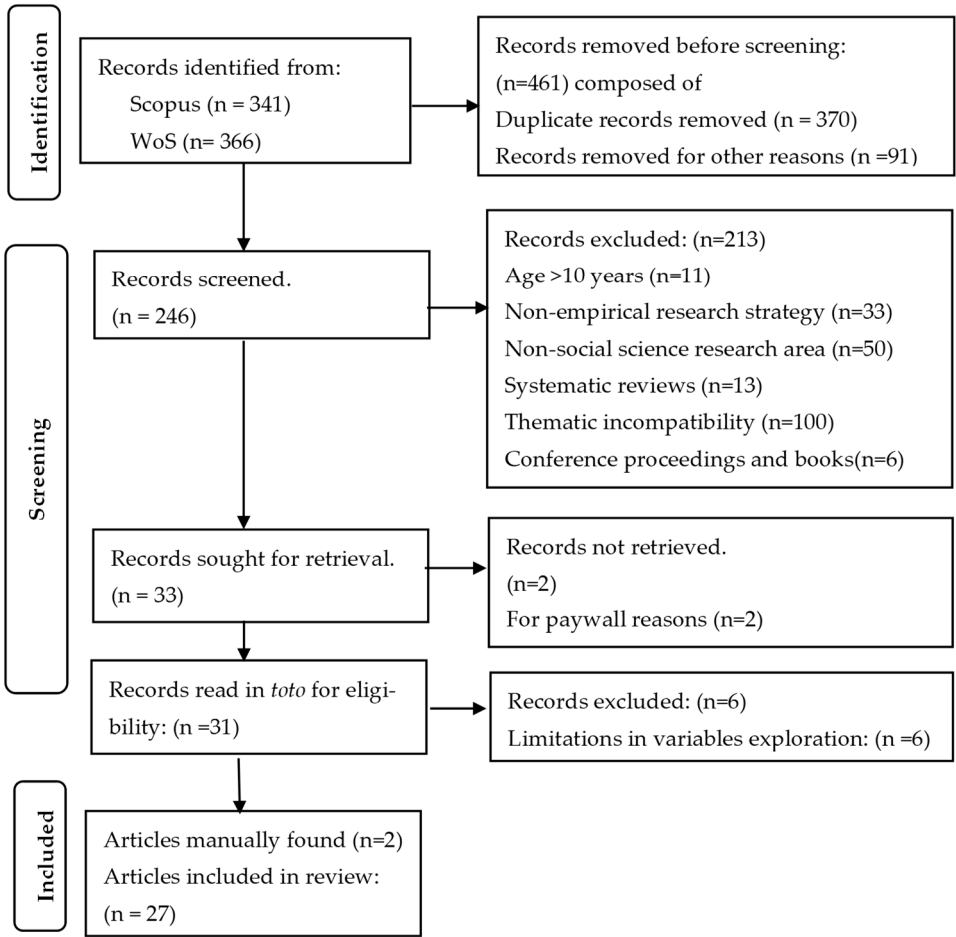 Identification
Records identified from:
Scopus (n = 341)
WoS (n= 366)
Records removed before screening:
(n=461) composed of
Duplicate records removed (n = 370)
Records removed for other reasons (n =91)
Screening
Records screened.
(n = 246)
Records excluded: (n=213)
Age >10 years (n=11)
Non-empirical research strategy (n=33)
Non-social science research area (n=50)
Systematic reviews (n=13)
Thematic incompatibility (n=100)
Conference proceedings and books(n=6)
Records sought for retrieval.
(n = 33)
Records not retrieved.
(n=2)
For paywall reasons (n=2)
Records read in toto for eligi-
bility: (n =31)
Records excluded: (n=6)
Limitations in variables exploration: (n =6)
Included
Articles manually found (n=2)
Articles included in review:
(n = 27)